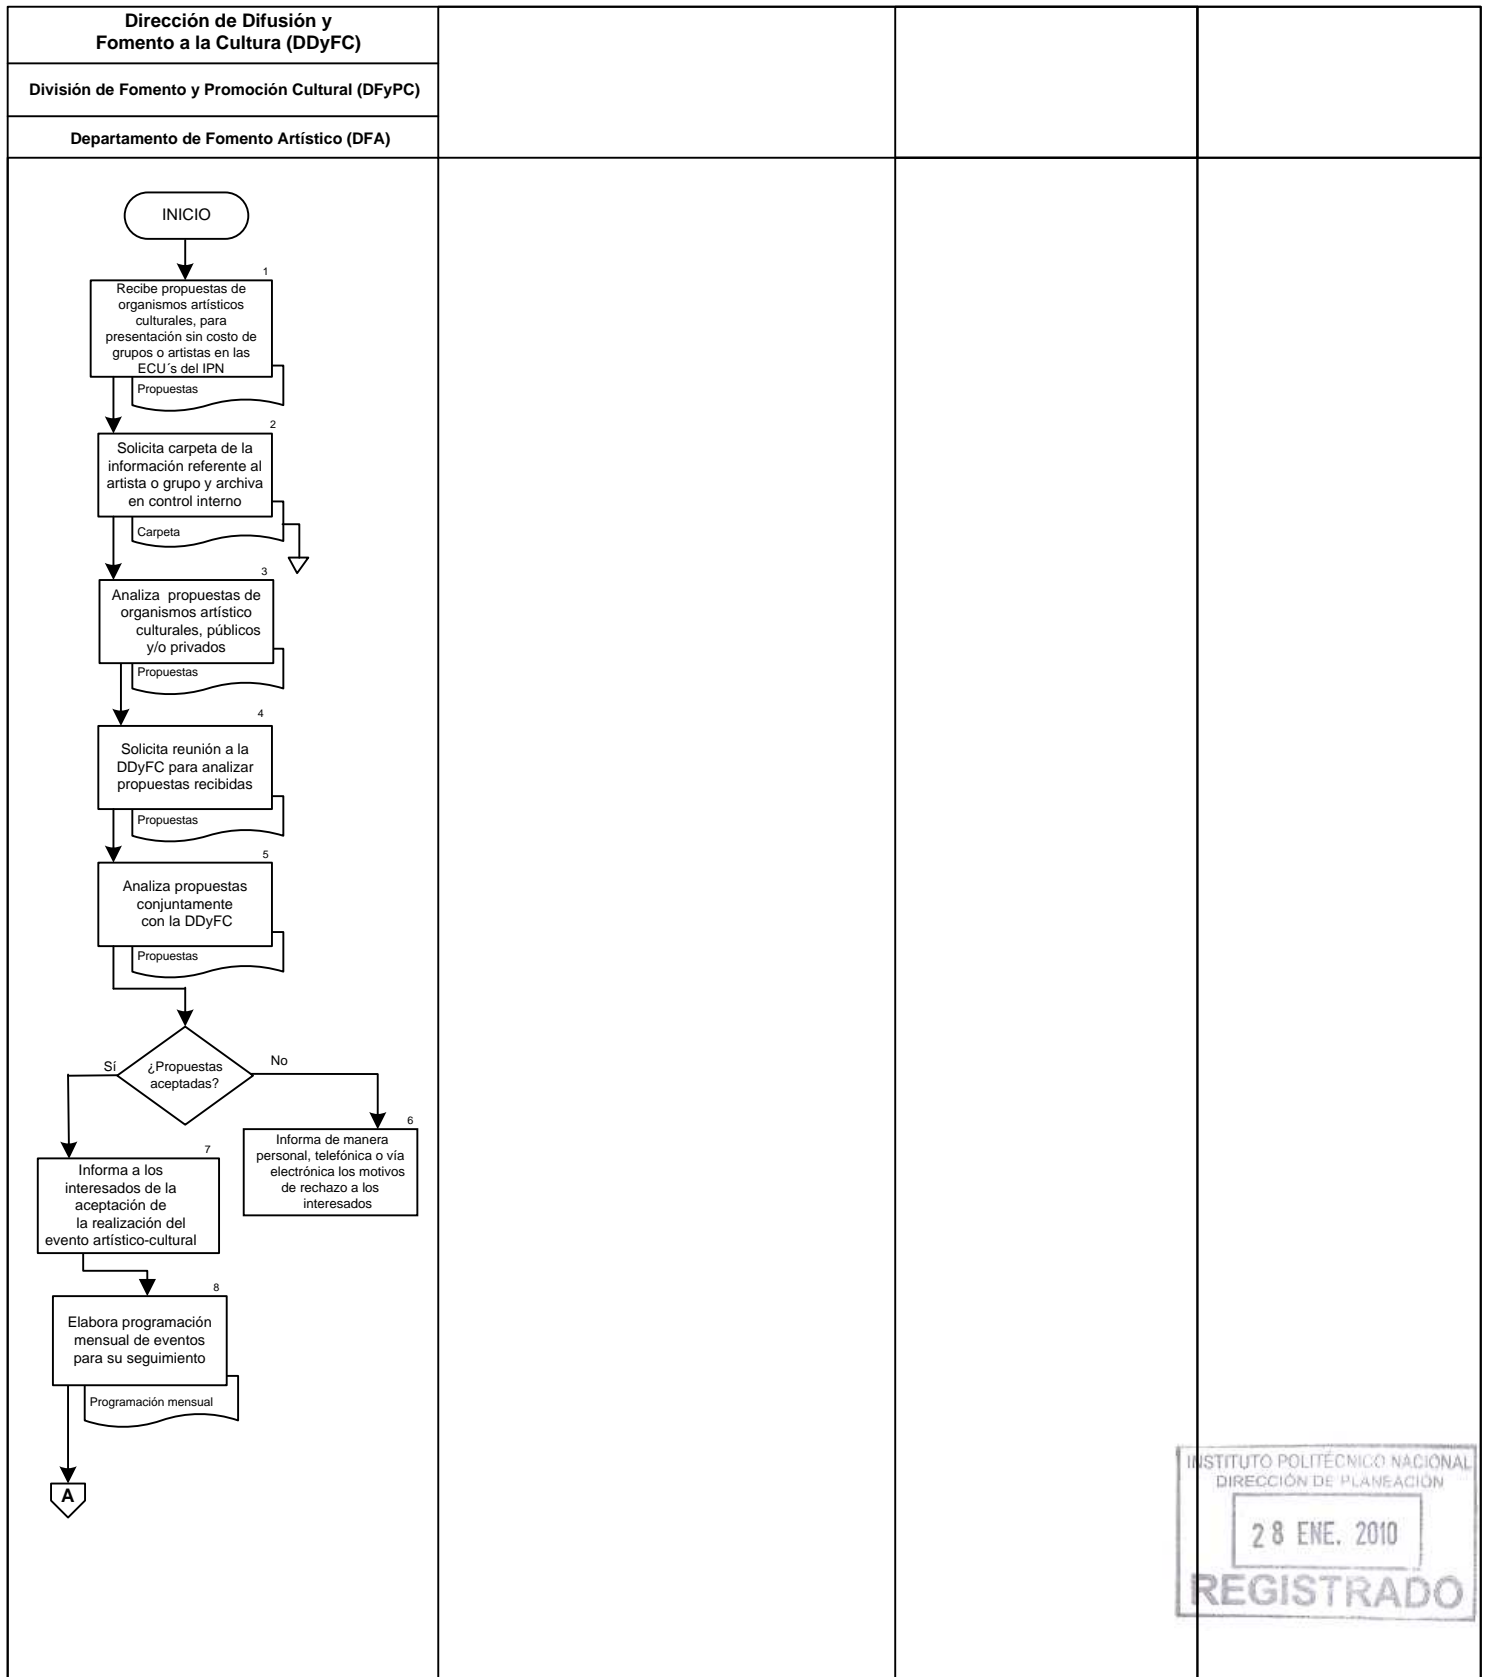 Dirección de Difusión y
Fomento a la Cultura (DDyFC)
División de Fomento y Promoción Cultural (DFyPC)
Departamento de Fomento Artístico (DFA)
INICIO
1
Recibe propuestas de
organismos artísticos
culturales, para
presentación sin costo de
grupos o artistas en las
ECU´s del IPN
Propuestas
2
Solicita carpeta de la
información referente al
artista o grupo y archiva
en control interno
Carpeta
3
Analiza propuestas de
organismos artístico
culturales, públicos
y/o privados
Propuestas
4
Solicita reunión a la
DDyFC para analizar
propuestas recibidas
Propuestas
5
Analiza propuestas
conjuntamente
con la DDyFC
Propuestas
¿Propuestas
aceptadas?
Sí
No
6
Informa de manera
personal, telefónica o vía
electrónica los motivos
de rechazo a los
interesados
7
Informa a los
interesados de la
aceptación de
la realización del
evento artístico-cultural
8
Elabora programación
mensual de eventos
para su seguimiento
Programación mensual
A
INSTITUTO POLITÉCNICO NACIONAL
DIRECCIÓN DE PLANEACIÓN
28 ENE. 2010
REGISTRADO